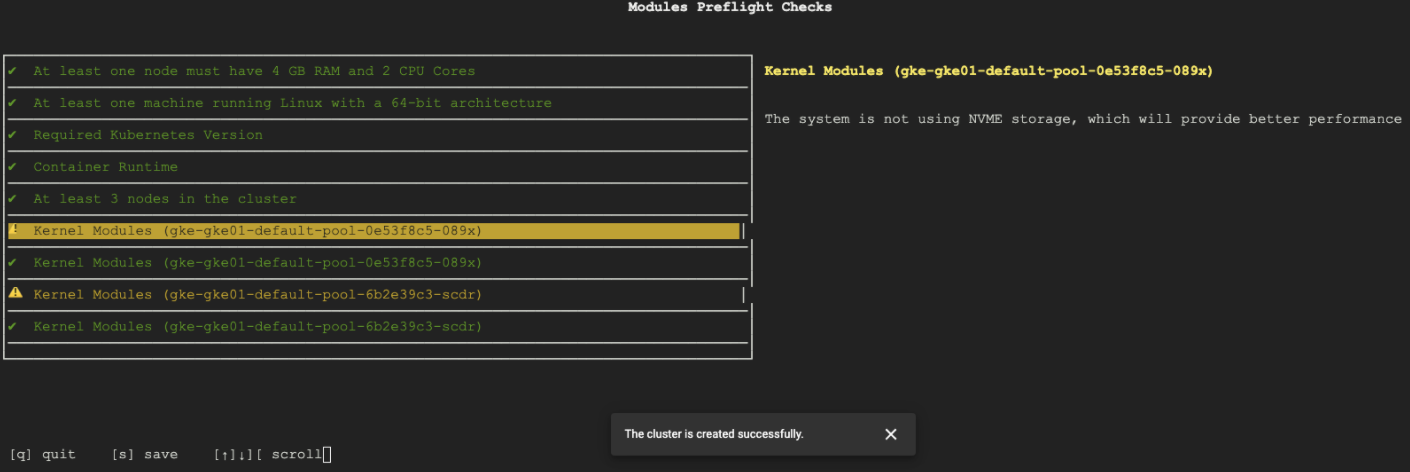 Modules Preflight Checks
✔ At least one node must have 4 GB RAM and 2 CPU Cores
✔ At least one machine running Linux with a 64-bit architecture
✔ Required Kubernetes Version
✔ Container Runtime
✔ At least 3 nodes in the cluster
Kernel Modules (gke-gke01-default-pool-0e53f8c5-089x)
✔ Kernel Modules (gke-gke01-default-pool-0e53f8c5-089x)
Kernel Modules (gke-gke01-default-pool-6b2e39c3-scdr)
✔ Kernel Modules (gke-gke01-default-pool-6b2e39c3-scdr)
Kernel Modules (gke-gke01-default-pool-0e53f8c5-089x)
The system is not using NVME storage, which will provide better performance
The cluster is created successfully.
[q] quit [s] save [↑]↓][ scroll